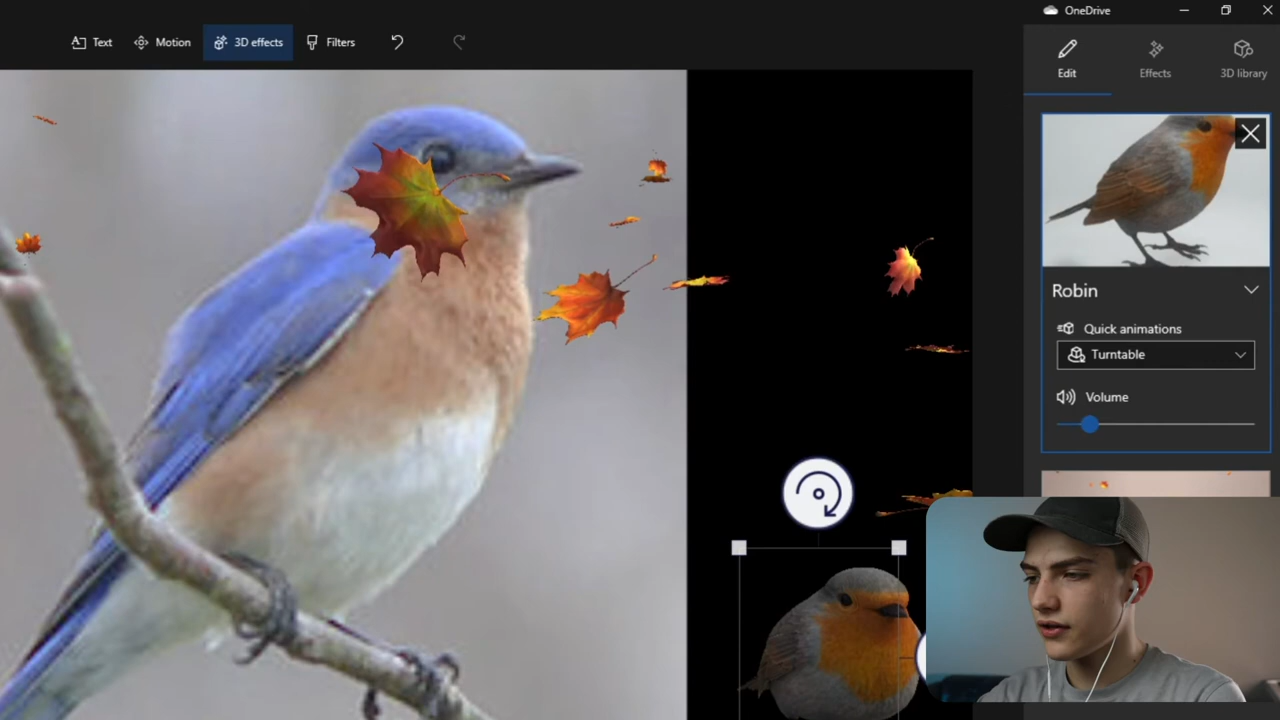 OneDrive
Text Motion 3D effects Filters
Edit Effects 3D library
Robin
Quick animations
Turntable
Volume